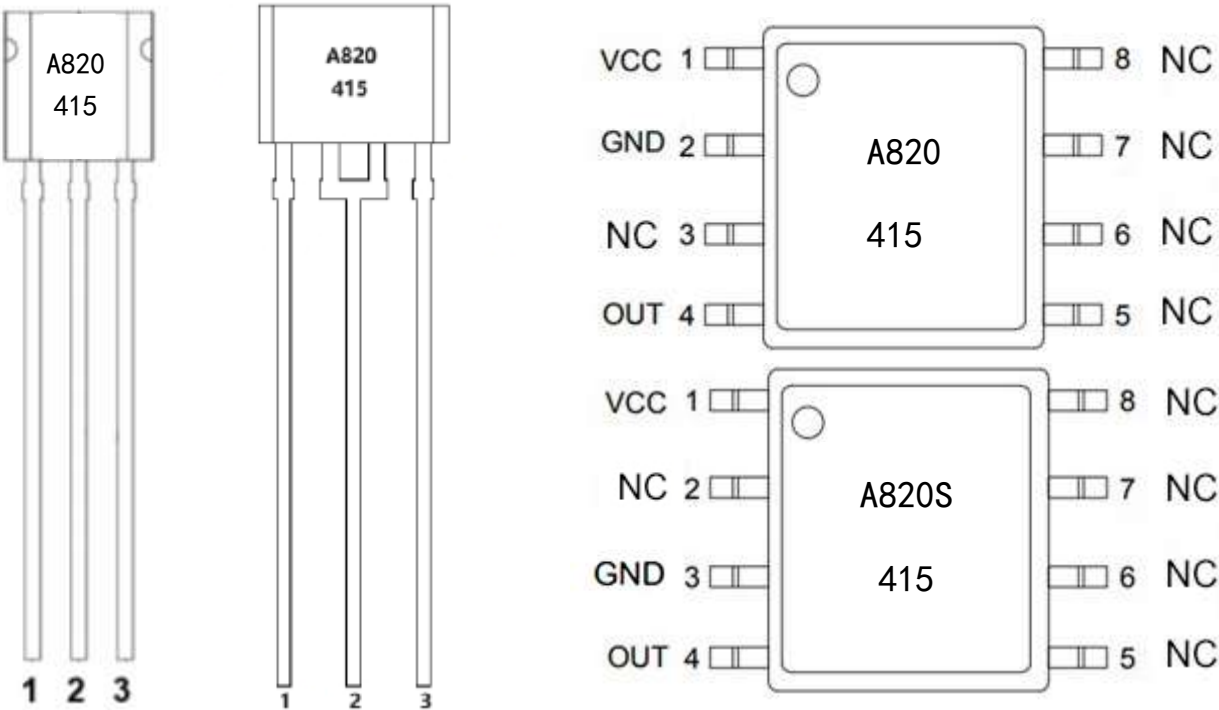 A820
415
1 2 3
A820
415
1 2 3
VCC 1 8 NC
GND 2 A820 7 NC
NC 3 415 6 NC
OUT 4 5 NC
VCC 1 8 NC
NC 2 A820S 7 NC
GND 3 415 6 NC
OUT 4 5 NC